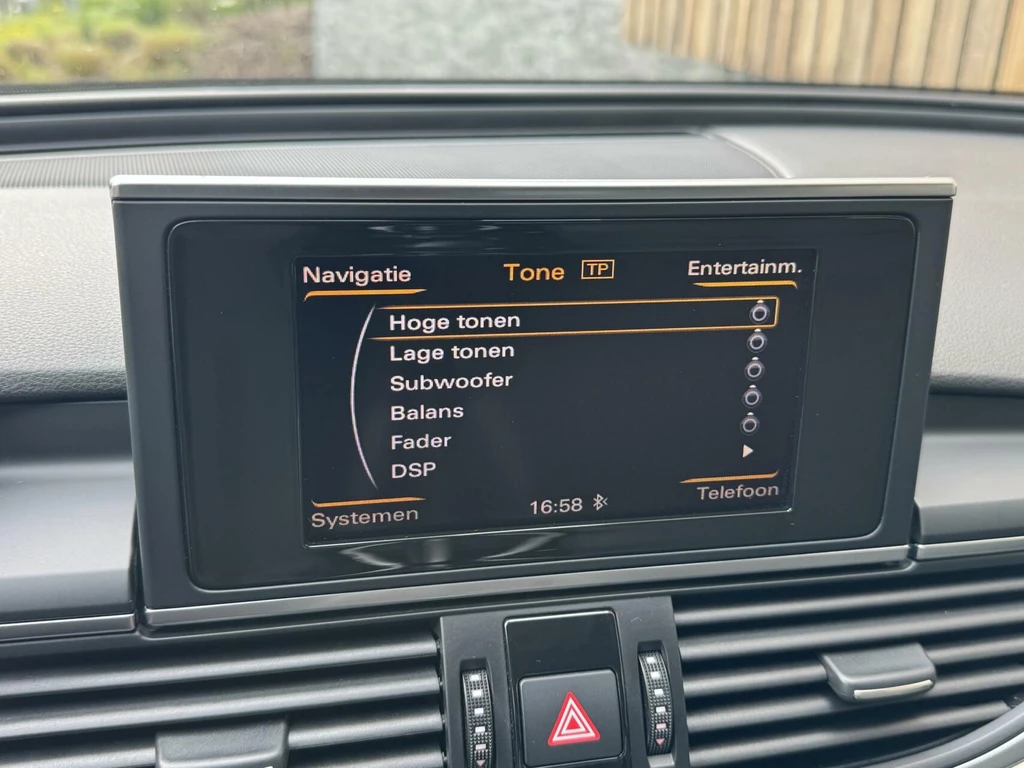 Navigatie Tone TP Entertainm.
Hoge tonen
Lage tonen
Subwoofer
Balans
Fader
DSP
Systemen 16:58 Telefoon